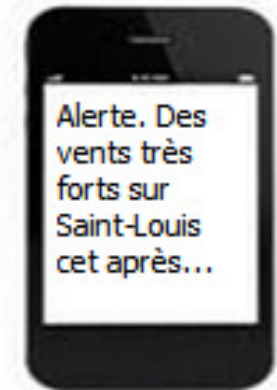 Alerte. Des
vents très
forts sur
Saint-Louis
cet après...